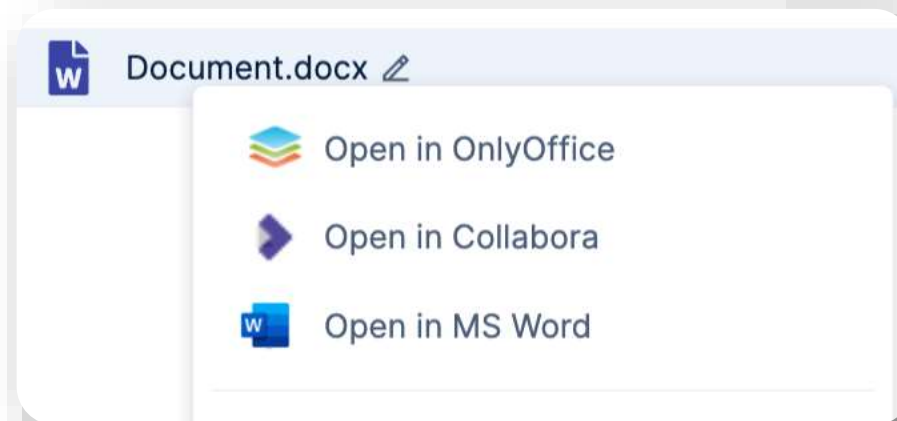 W Document.docx
Open in OnlyOffice
Open in Collabora
W Open in MS Word